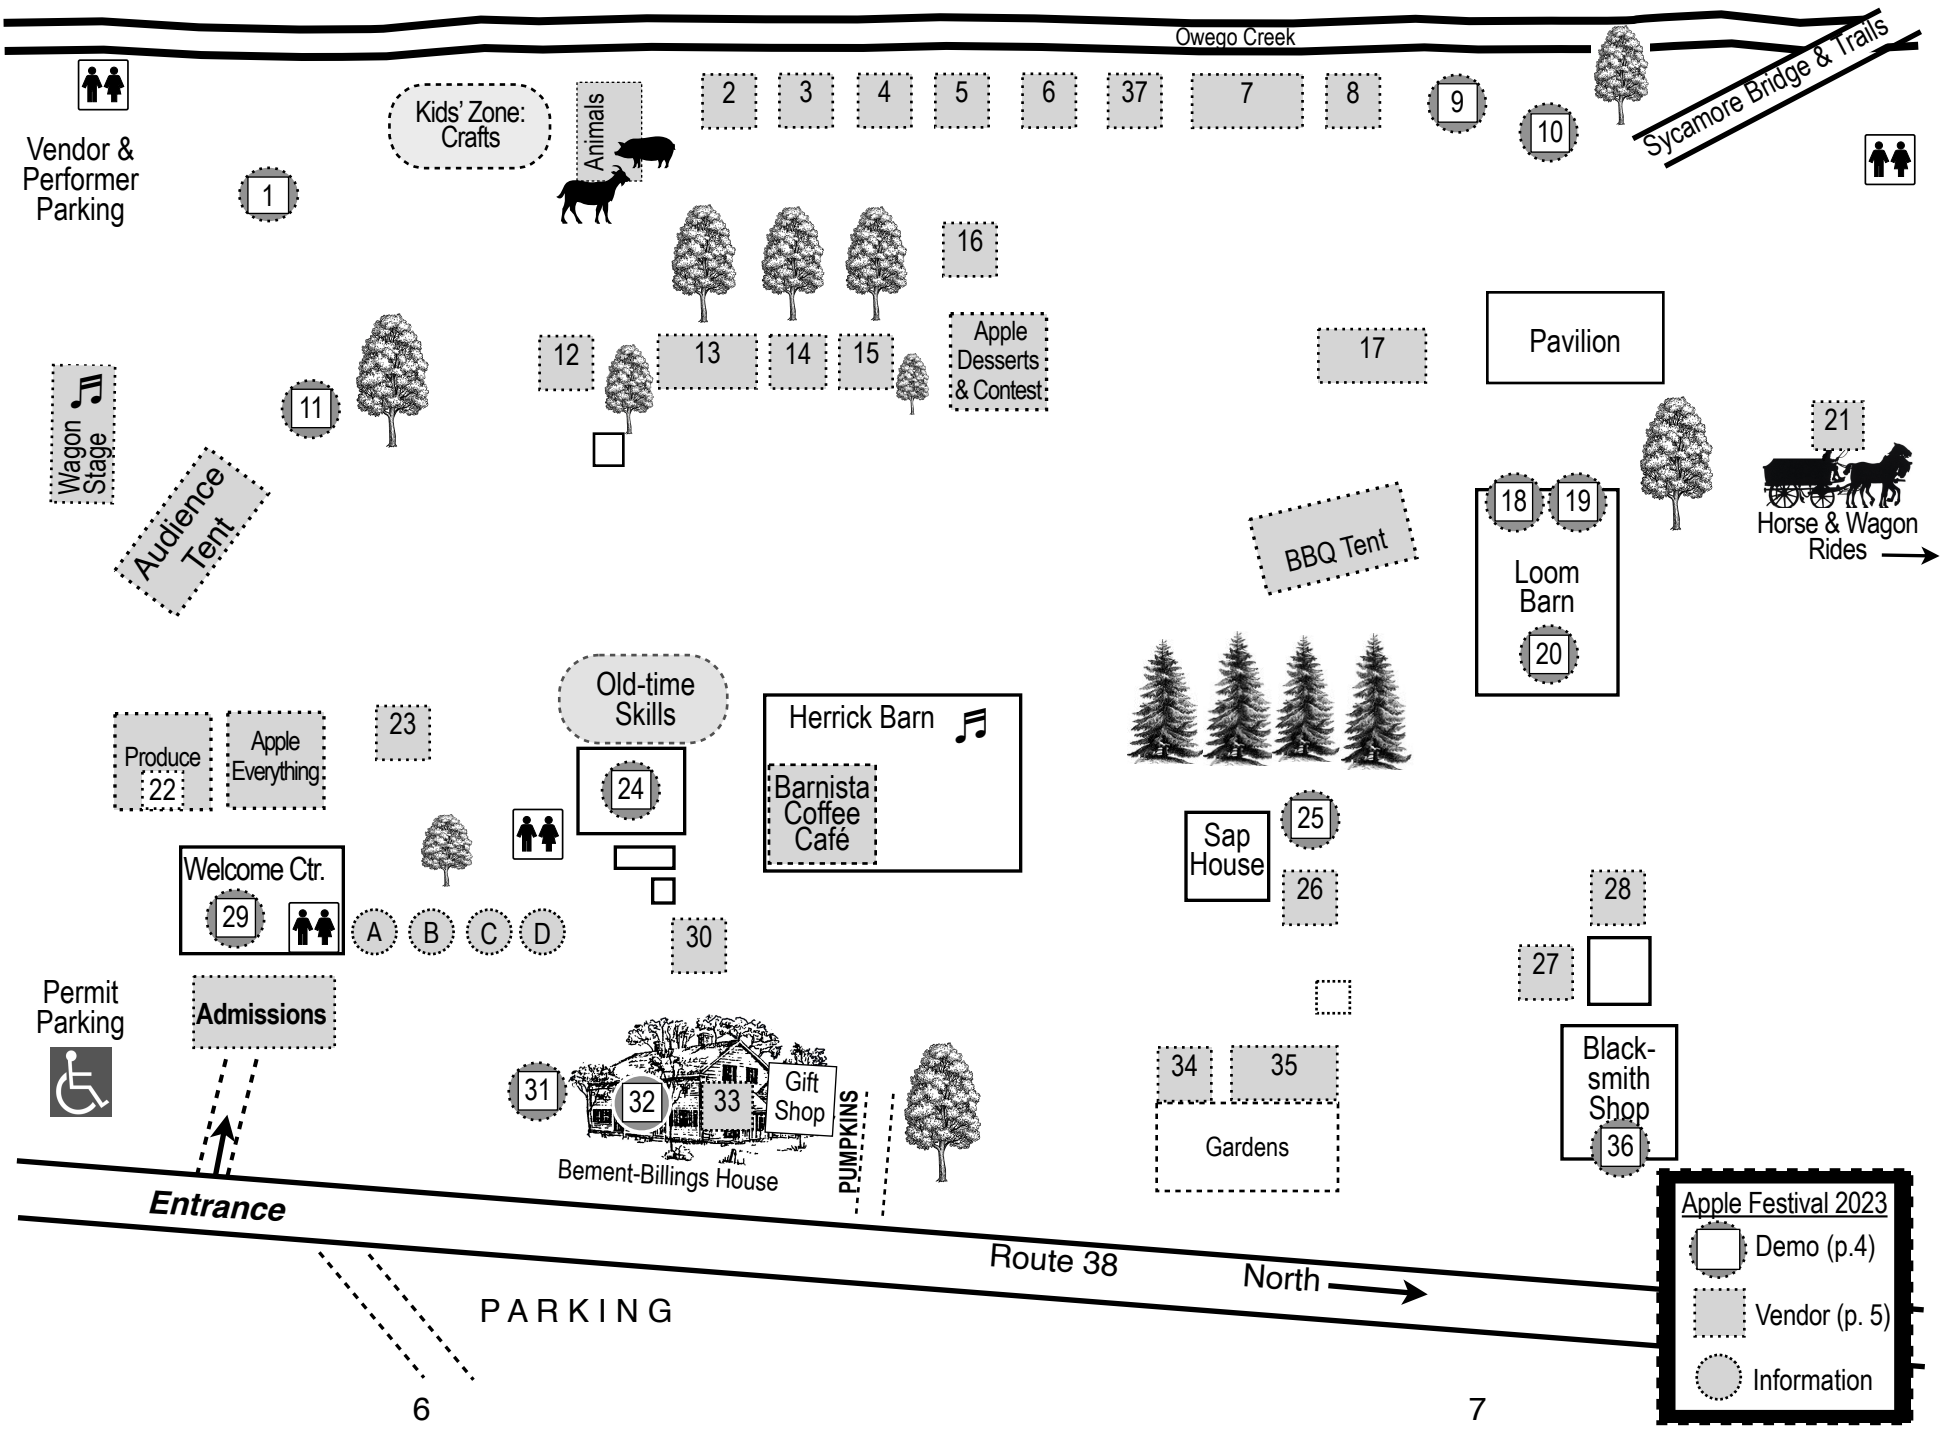 Owego Creek
Sycamore Bridge & Trails
Vendor &
Performer
Parking
Kids' Zone:
Crafts
Animals
2
3
4
5
6
37
7
8
9
10
1
16
Wagon
Stage
11
Audience
Tent
12
13
14
15
Apple
Desserts
& Contest
17
Pavilion
21
Horse & Wagon
Rides
BBQ Tent
18
19
Loom
Barn
20
Produce
22
Apple
Everything
23
Old-time
Skills
24
Herrick Barn
Barnista
Coffee
Café
Sap
House
25
26
28
27
Welcome Ctr.
29
A
B
C
D
30
Permit
Parking
Admissions
31
32
33
Gift
Shop
Bement-Billings House
PUMPKINS
34
35
Gardens
Black-
smith
Shop
36
Entrance
Route 38
North
PARKING
Apple Festival 2023
Demo (p.4)
Vendor (p. 5)
Information
6
7